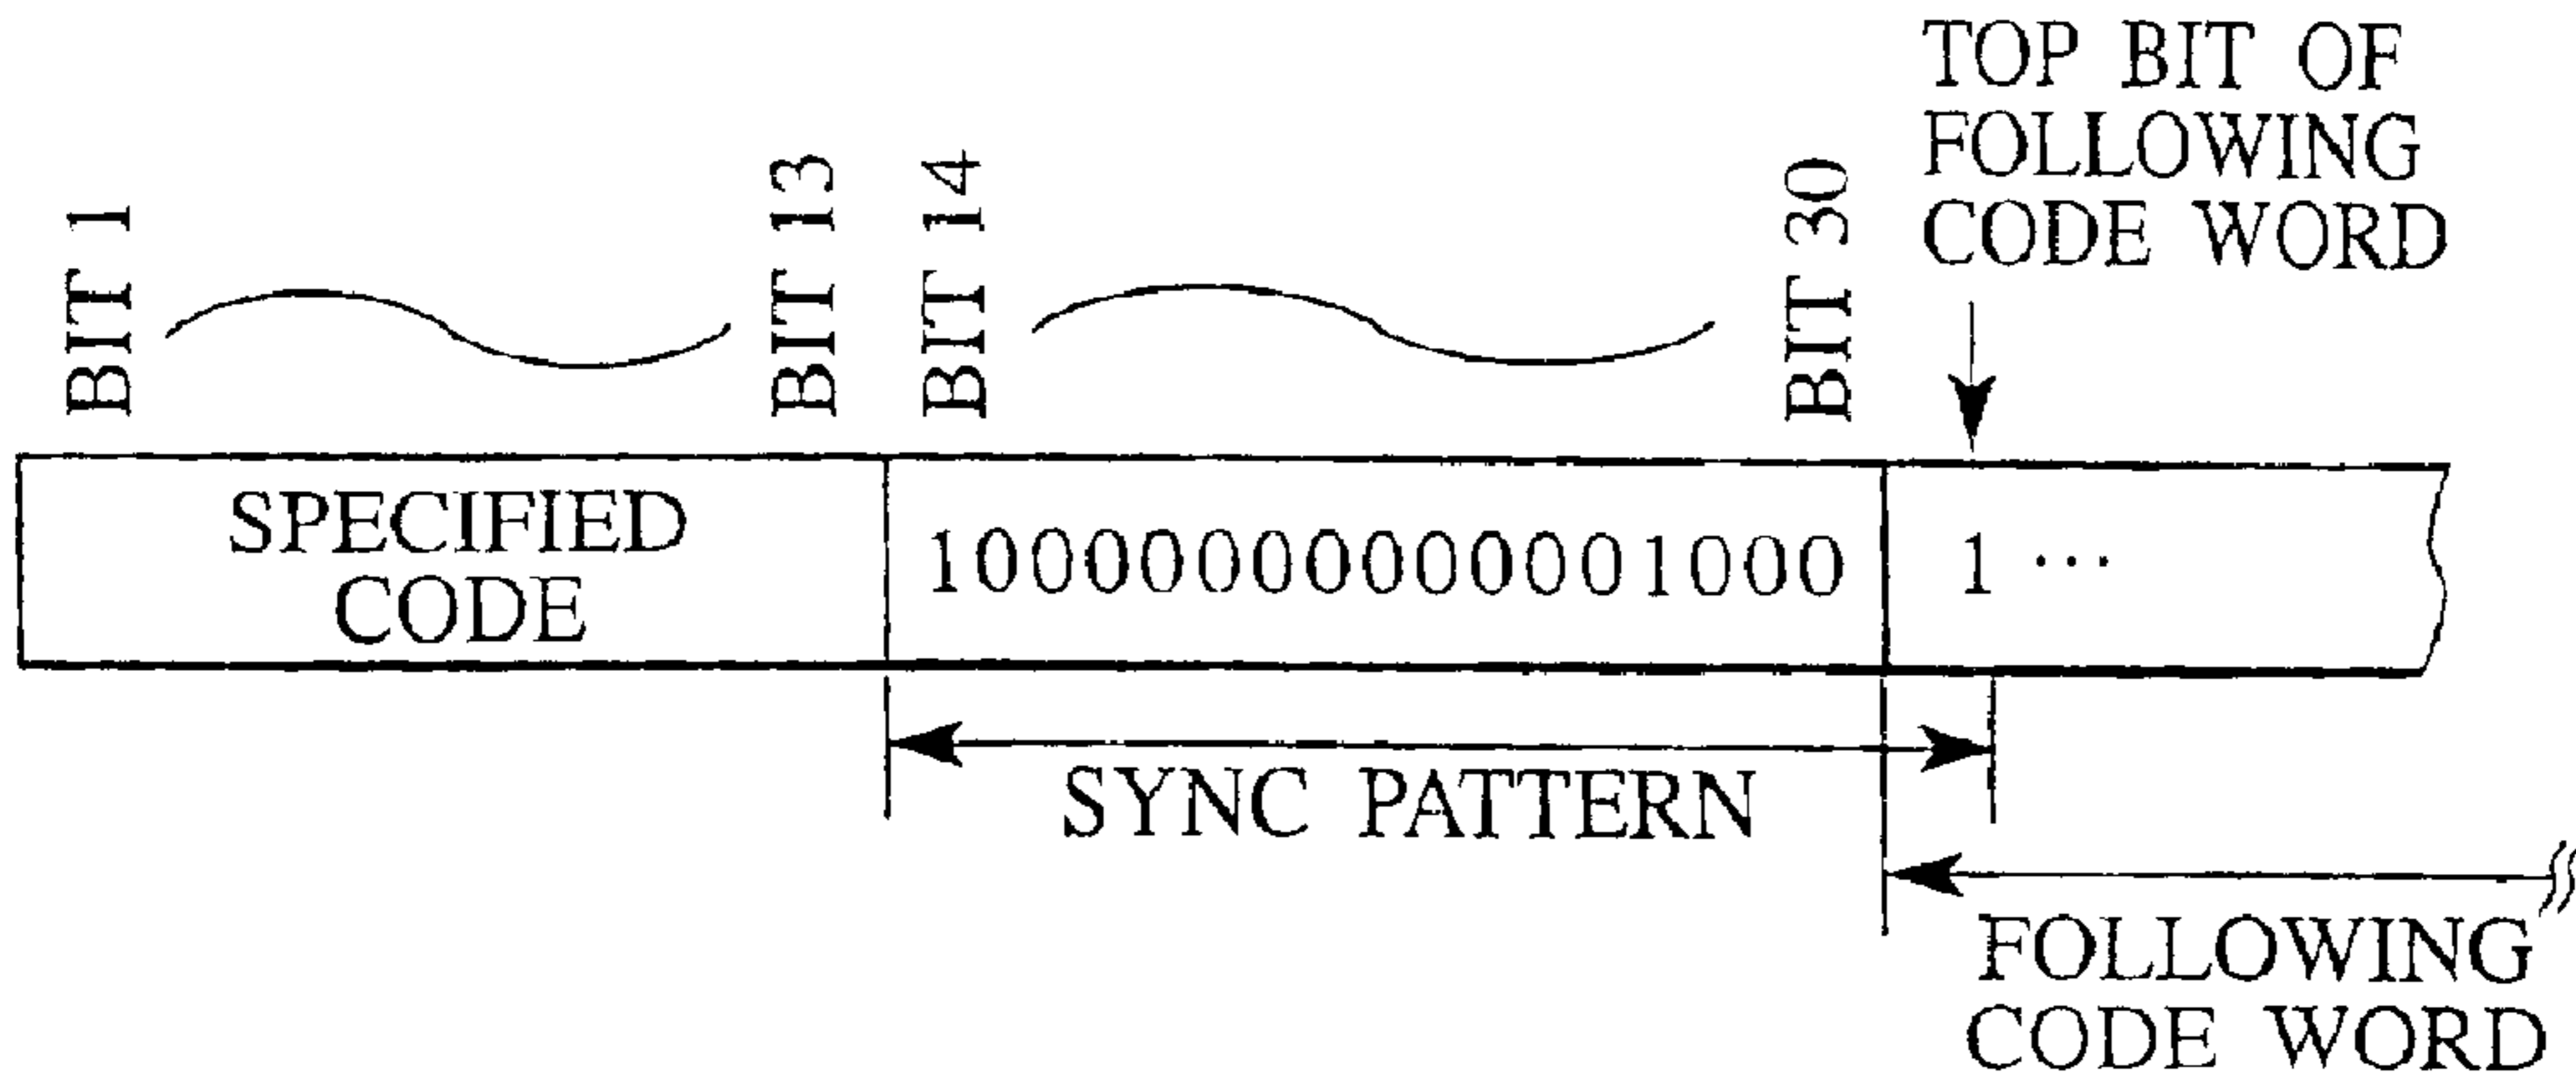 TOP BIT OF
FOLLOWING
CODE WORD
BIT 1
BIT 13
BIT 14
BIT 30
SPECIFIED
CODE
10000000000001000
1 ···
SYNC PATTERN
FOLLOWING
CODE WORD